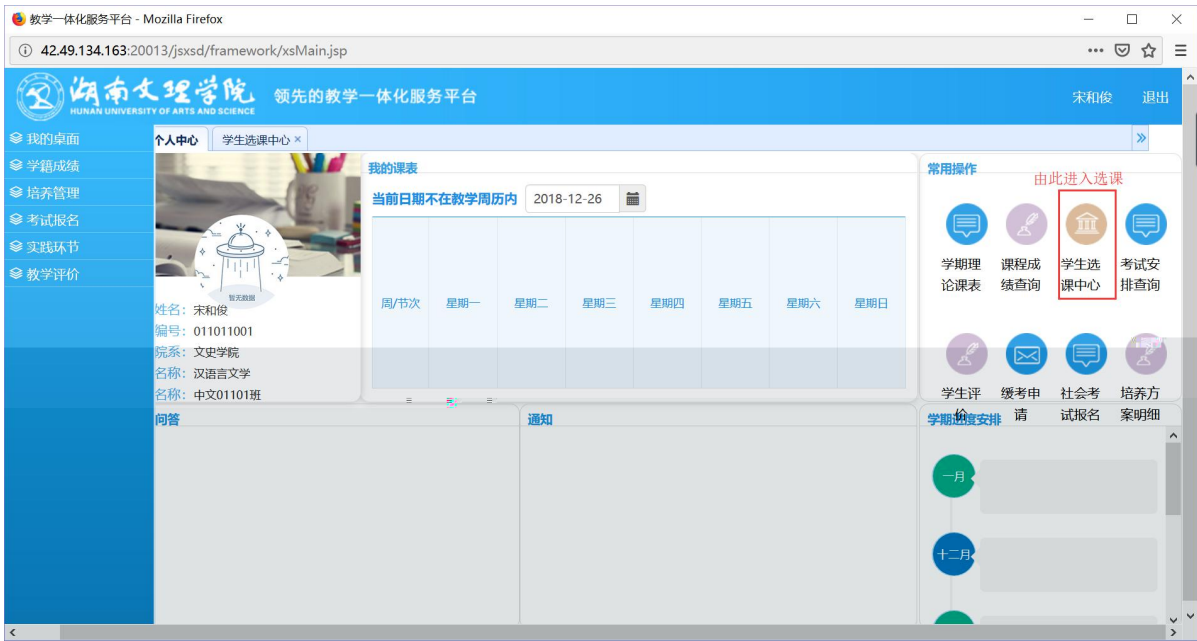 教学一体化服务平台 - Mozilla Firefox
42.49.134.163:20013/jsxsd/framework/xsMain.jsp
湖南文理学院
HUNAN UNIVERSITY OF ARTS AND SCIENCE
领先的教学一体化服务平台
宋和俊 退出
我的桌面
学籍成绩
培养管理
考试报名
实践环节
教学评价
个人中心 学生选课中心 ×
暂无数据
姓名：宋和俊
编号：011011001
院系：文史学院
名称：汉语言文学
名称：中文01101班
我的课表
当前日期不在教学周历内 2018-12-26
周/节次 星期一 星期二 星期三 星期四 星期五 星期六 星期日
常用操作
由此进入选课
学期理论课表
课程成绩查询
学生选课中心
考试安排查询
学生评价
缓考申请
社会考试报名
培养方案明细
问答
通知
学期进度安排
一月
十二月